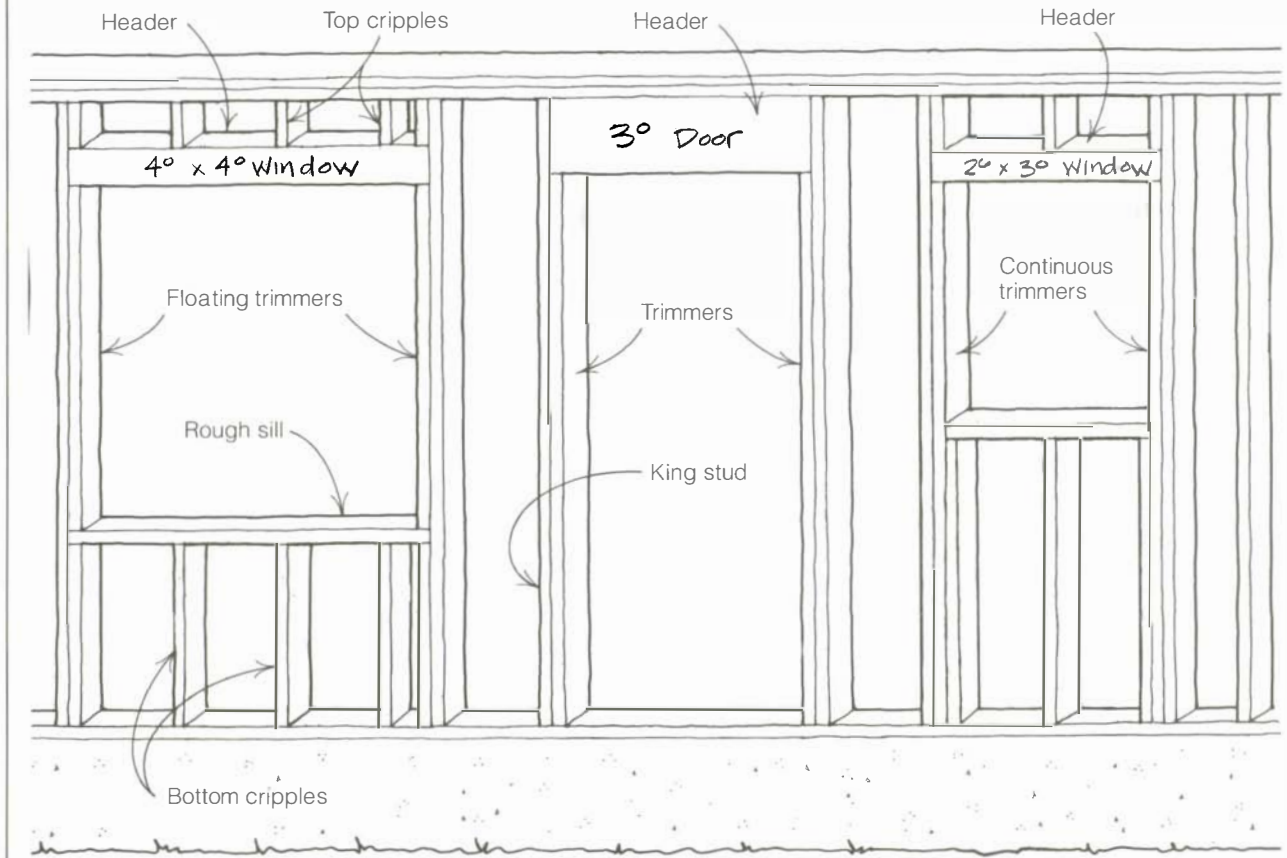 Header
Top cripples
Header
Header
3⁰ Door
4⁰ x 4⁰ Window
2⁶ x 3⁰ Window
Floating trimmers
Trimmers
Continuous
trimmers
Rough sill
King stud
Bottom cripples